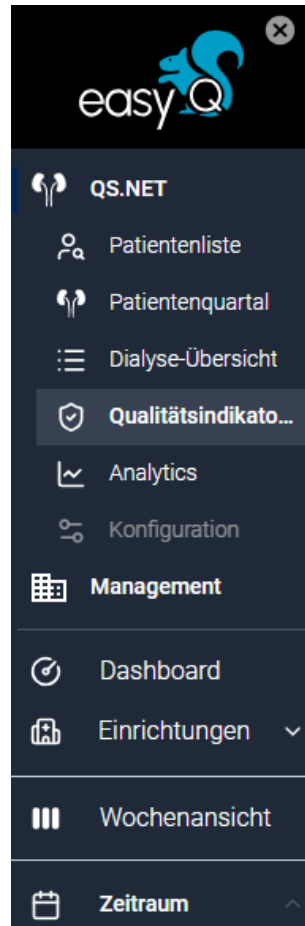 easyQ
QS.NET
Patientenliste
Patientenquartal
Dialyse-Übersicht
Qualitätsindikato...
Analytics
Konfiguration
Management
Dashboard
Einrichtungen
Wochenansicht
Zeitraum